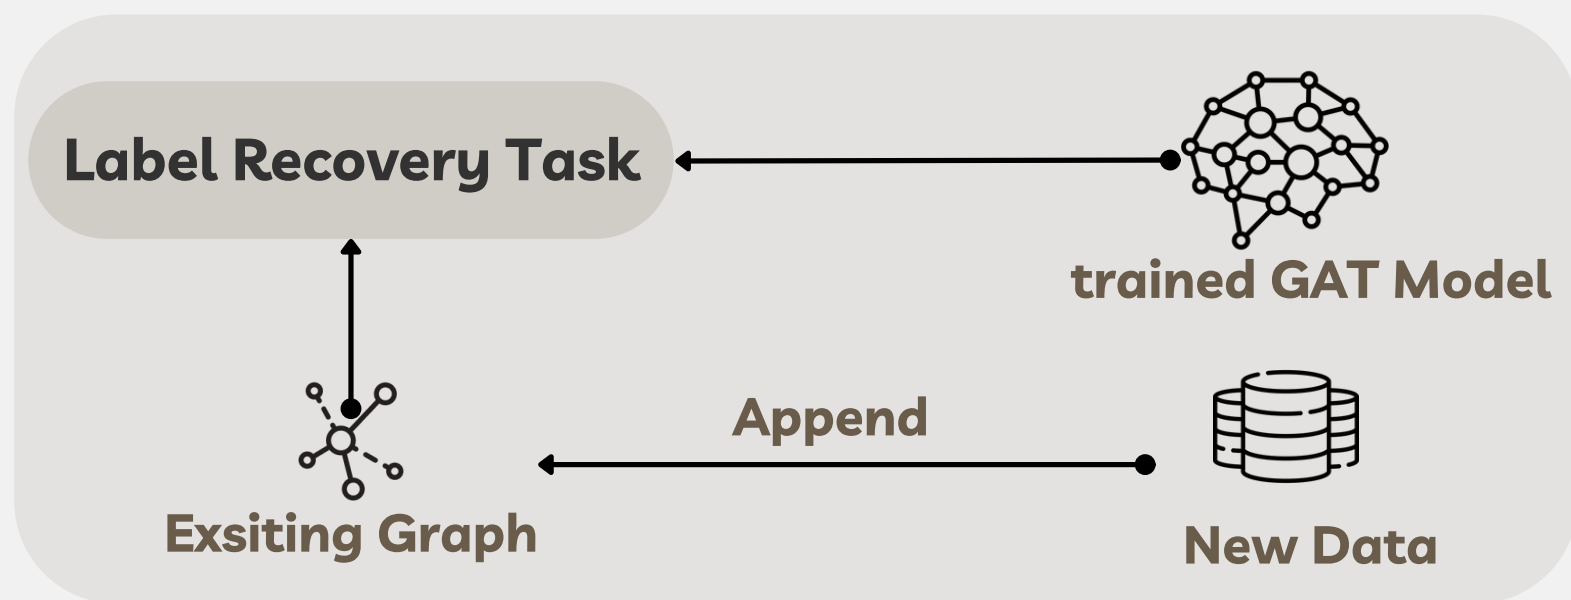 Label Recovery Task
trained GAT Model
Append
Exsiting Graph
New Data